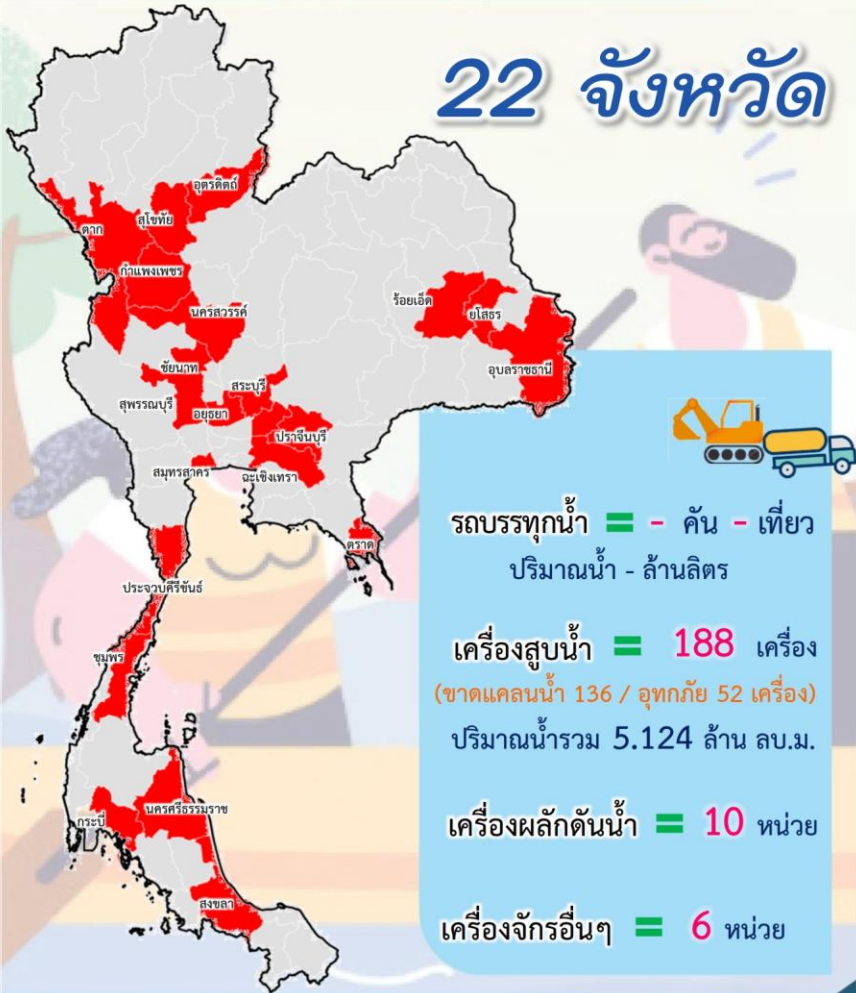 22 จังหวัด
อุตรดิตถ์
สุโขทัย
ตาก
กำแพงเพชร
นครสวรรค์
ร้อยเอ็ด
ยโสธร
อุบลราชธานี
ชัยนาท
สระบุรี
สุพรรณบุรี
อยุธยา
ปราจีนบุรี
สมุทรสาคร
ฉะเชิงเทรา
ตราด
ประจวบคีรีขันธ์
ชุมพร
นครศรีธรรมราช
กระบี่
สงขลา
รถบรรทุกน้ำ = - คัน - เที่ยว
ปริมาณน้ำ - ล้านลิตร
เครื่องสูบน้ำ = 188 เครื่อง
(ขาดแคลนน้ำ 136 / อุทกภัย 52 เครื่อง)
ปริมาณน้ำรวม 5.124 ล้าน ลบ.ม.
เครื่องผลักดันน้ำ = 10 หน่วย
เครื่องจักรอื่นๆ = 6 หน่วย